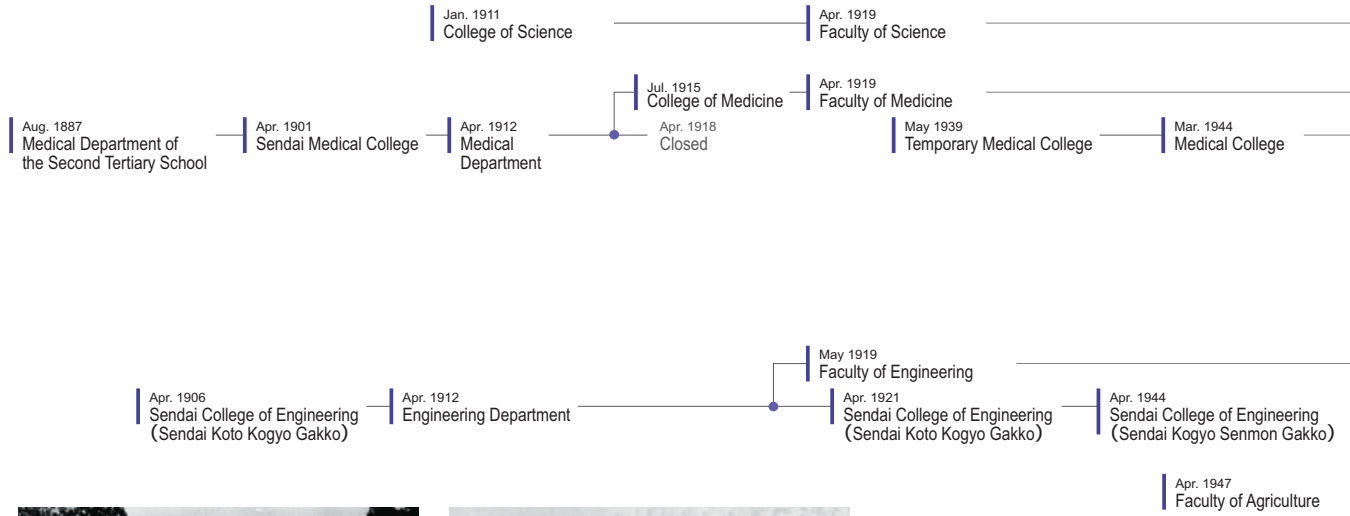 Jan. 1911
College of Science
Apr. 1919
Faculty of Science
Jul. 1915
College of Medicine
Apr. 1919
Faculty of Medicine
Aug. 1887
Medical Department of
the Second Tertiary School
Apr. 1901
Sendai Medical College
Apr. 1912
Medical
Department
Apr. 1918
Closed
May 1939
Temporary Medical College
Mar. 1944
Medical College
May 1919
Faculty of Engineering
Apr. 1906
Sendai College of Engineering
(Sendai Koto Kogyo Gakko)
Apr. 1912
Engineering Department
Apr. 1921
Sendai College of Engineering
(Sendai Koto Kogyo Gakko)
Apr. 1944
Sendai College of Engineering
(Sendai Kogyo Senmon Gakko)
Apr. 1947
Faculty of Agriculture